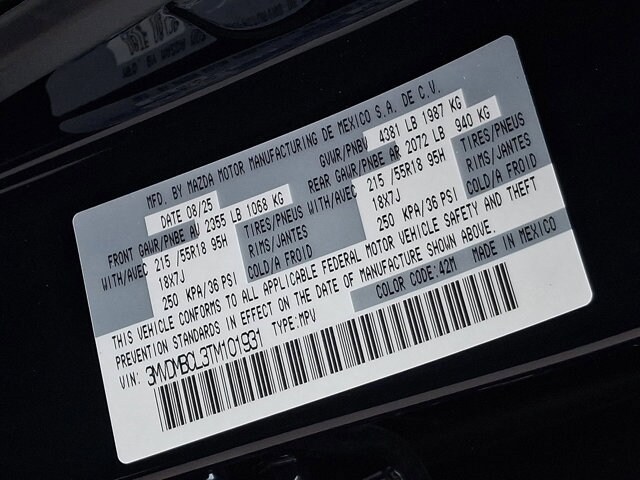 MFD. BY MAZDA MOTOR MANUFACTURING DE MEXICO S.A. DE C.V.
DATE 08/25 GVWR/PNBV 4381 LB 1987 KG
FRONT GAWR/PNBE AV 2355 LB 1068 KG REAR GAWR/PNBE AR 2072 LB 940 KG
WITH/AVEC 215 /55R18 95H TIRES/PNEUS WITH/AVEC 215 /55R18 95H TIRES/PNEUS
18X7J RIMS/JANTES 18X7J RIMS/JANTES
250 KPA/36 PSI COLD/A FROID 250 KPA/36 PSI COLD/A FROID
THIS VEHICLE CONFORMS TO ALL APPLICABLE FEDERAL MOTOR VEHICLE SAFETY AND THEFT
PREVENTION STANDARDS IN EFFECT ON THE DATE OF MANUFACTURE SHOWN ABOVE.
VIN: 3MVDMBCL3TM101931 TYPE:MPV COLOR CODE:42M MADE IN MEXICO